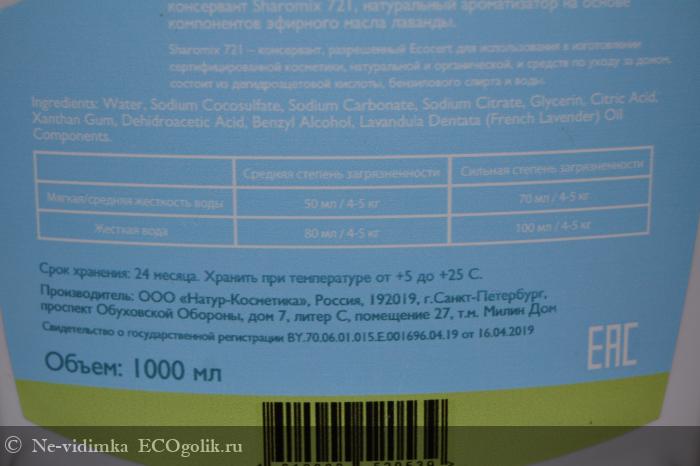 консервант Sharomix 721, натуральный ароматизатор на основе
компонентов эфирного масла лаванды.
Sharomix 721 – консервант, разрешенный Ecocert для использования в изготовлении
сертифицированной косметики, натуральной и органической, и средств по уходу за домом,
состоит из дегидроацетовой кислоты, бензилового спирта и воды.
Ingredients: Water, Sodium Cocosulfate, Sodium Carbonate, Sodium Citrate, Glycerin, Citric Acid,
Xanthan Gum, Dehidroacetic Acid, Benzyl Alcohol, Lavandula Dentata (French Lavender) Oil
Components.
Средняя степень загрязненности Сильная степень загрязненности
Мягкая/средняя жесткость воды 50 мл / 4-5 кг 70 мл / 4-5 кг
Жесткая вода 80 мл / 4-5 кг 100 мл / 4-5 кг
Срок хранения: 24 месяца. Хранить при температуре от +5 до +25 С.
Производитель: ООО «Натур-Косметика», Россия, 192019, г.Санкт-Петербург,
проспект Обуховской Обороны, дом 7, литер С, помещение 27, т.м. Милин Дом
Свидетельство о государственной регистрации BY.70.06.01.015.E.001696.04.19 от 16.04.2019
EAC
Объем: 1000 мл
© Ne-vidimka ECOgolik.ru